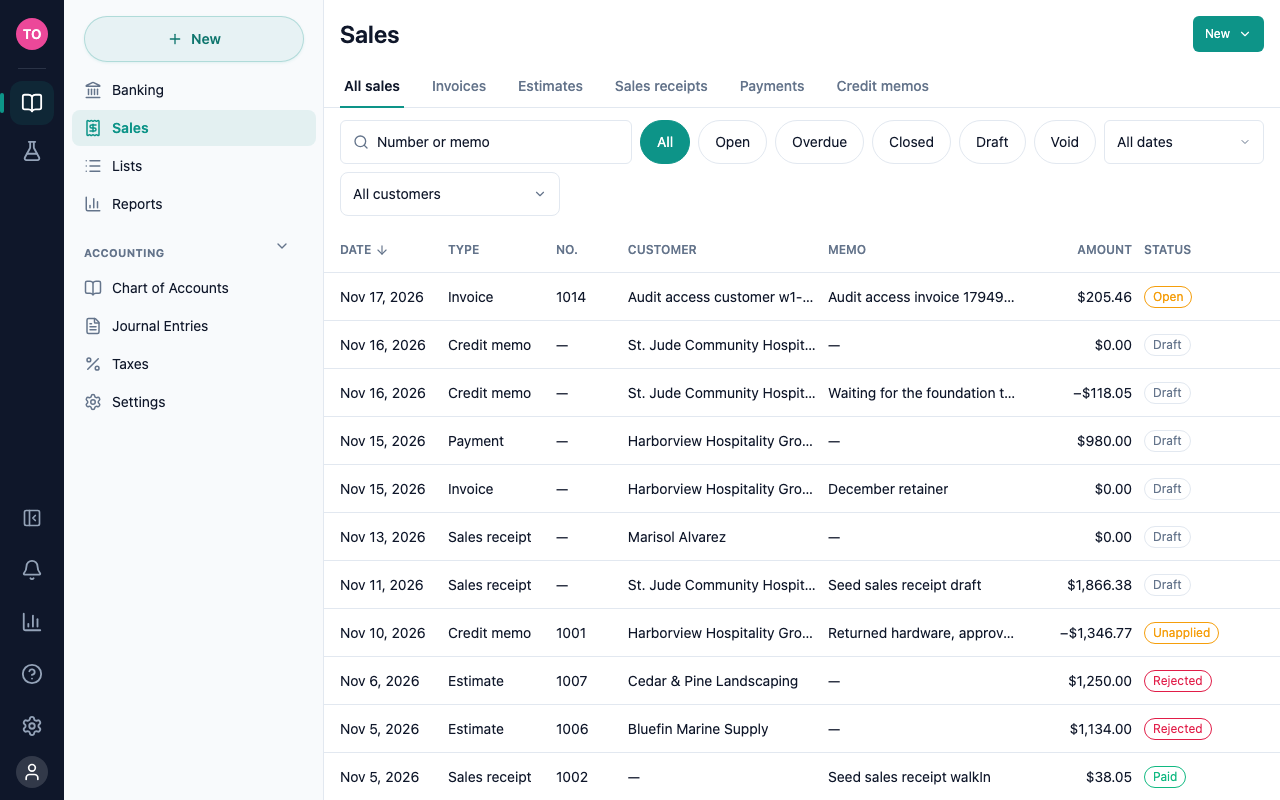 TO
New
Banking
Sales
Lists
Reports
ACCOUNTING
Chart of Accounts
Journal Entries
Taxes
Settings
Sales
New
All sales Invoices Estimates Sales receipts Payments Credit memos
Number or memo All Open Overdue Closed Draft Void All dates
All customers
DATE TYPE NO. CUSTOMER MEMO AMOUNT STATUS
Nov 17, 2026 Invoice 1014 Audit access customer w1-... Audit access invoice 17949... $205.46 Open
Nov 16, 2026 Credit memo — St. Jude Community Hospit... — $0.00 Draft
Nov 16, 2026 Credit memo — St. Jude Community Hospit... Waiting for the foundation t... –$118.05 Draft
Nov 15, 2026 Payment — Harborview Hospitality Gro... — $980.00 Draft
Nov 15, 2026 Invoice — Harborview Hospitality Gro... December retainer $0.00 Draft
Nov 13, 2026 Sales receipt — Marisol Alvarez — $0.00 Draft
Nov 11, 2026 Sales receipt — St. Jude Community Hospit... Seed sales receipt draft $1,866.38 Draft
Nov 10, 2026 Credit memo 1001 Harborview Hospitality Gro... Returned hardware, approv... –$1,346.77 Unapplied
Nov 6, 2026 Estimate 1007 Cedar & Pine Landscaping — $1,250.00 Rejected
Nov 5, 2026 Estimate 1006 Bluefin Marine Supply — $1,134.00 Rejected
Nov 5, 2026 Sales receipt 1002 — Seed sales receipt walkIn $38.05 Paid